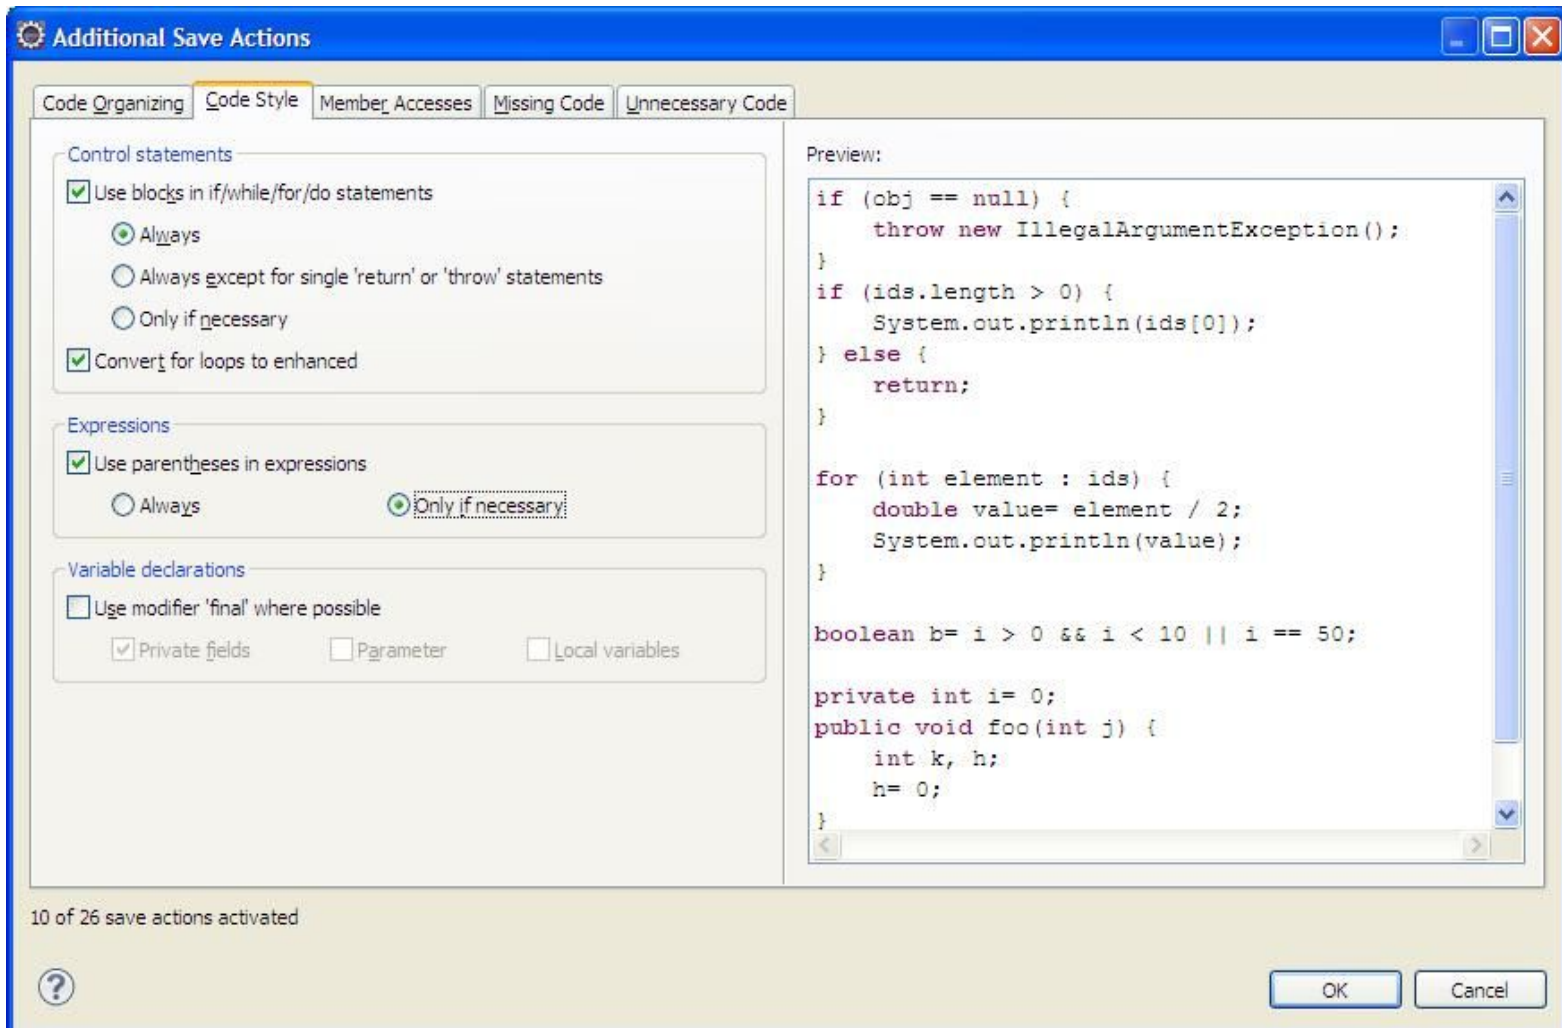 Additional Save Actions
Code Organizing Code Style Member Accesses Missing Code Unnecessary Code
Control statements
Use blocks in if/while/for/do statements
Always
Always except for single 'return' or 'throw' statements
Only if necessary
Convert for loops to enhanced
Expressions
Use parentheses in expressions
Always Only if necessary
Variable declarations
Use modifier 'final' where possible
Private fields Parameter Local variables
Preview:
if (obj == null) {
    throw new IllegalArgumentException();
}
if (ids.length > 0) {
    System.out.println(ids[0]);
} else {
    return;
}
for (int element : ids) {
    double value= element / 2;
    System.out.println(value);
}
boolean b= i > 0 && i < 10 || i == 50;
private int i= 0;
public void foo(int j) {
    int k, h;
    h= 0;
}
10 of 26 save actions activated
?
OK Cancel